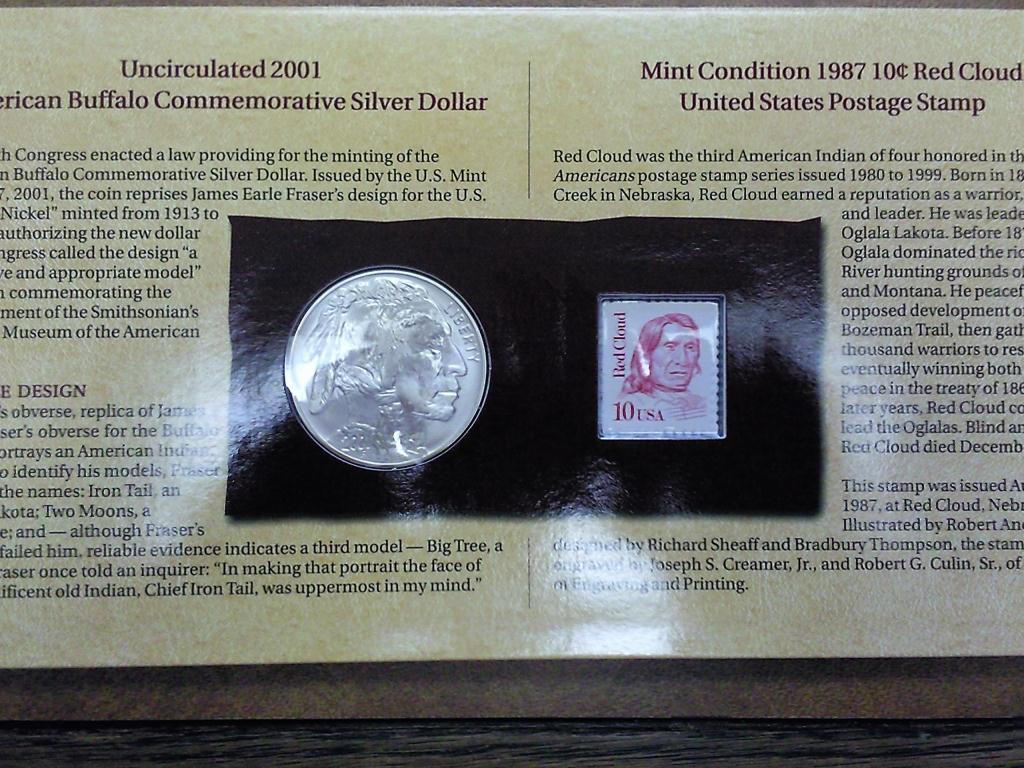 Uncirculated 2001
erican Buffalo Commemorative Silver Dollar
h Congress enacted a law providing for the minting of the
n Buffalo Commemorative Silver Dollar. Issued by the U.S. Mint
7, 2001, the coin reprises James Earle Fraser's design for the U.S.
Nickel" minted from 1913 to
authorizing the new dollar
ngress called the design "a
ve and appropriate model"
n commemorating the
ment of the Smithsonian's
Museum of the American
E DESIGN
's obverse, replica of James
ser's obverse for the Buffalo
ortrays an American Indian.
o identify his models, Fraser
the names: Iron Tail, an
kota; Two Moons, a
e; and — although Fraser's
failed him, reliable evidence indicates a third model — Big Tree, a
raser once told an inquirer: "In making that portrait the face of
ificent old Indian, Chief Iron Tail, was uppermost in my mind."
LIBERTY
2001
Red Cloud
10 USA
Mint Condition 1987 10¢ Red Cloud
United States Postage Stamp
Red Cloud was the third American Indian of four honored in th
Americans postage stamp series issued 1980 to 1999. Born in 18
Creek in Nebraska, Red Cloud earned a reputation as a warrior,
and leader. He was leade
Oglala Lakota. Before 18
Oglala dominated the ric
River hunting grounds of
and Montana. He peacef
opposed development o
Bozeman Trail, then gath
thousand warriors to res
eventually winning both
peace in the treaty of 186
later years, Red Cloud co
lead the Oglalas. Blind an
Red Cloud died Decemb
This stamp was issued Au
1987, at Red Cloud, Nebr
Illustrated by Robert And
designed by Richard Sheaff and Bradbury Thompson, the stam
engraved by Joseph S. Creamer, Jr., and Robert G. Culin, Sr., of
of Engraving and Printing.